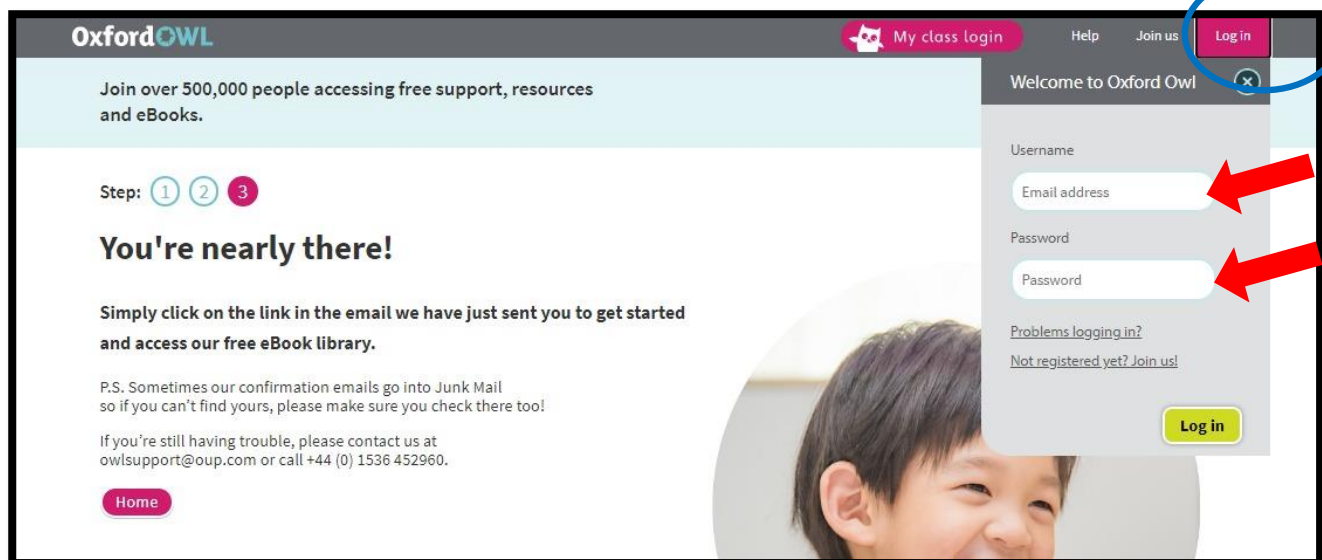 OxfordOWL
My class login
Help
Join us
Log in
Join over 500,000 people accessing free support, resources
and eBooks.
Welcome to Oxford Owl
Step: 1 2 3
You're nearly there!
Simply click on the link in the email we have just sent you to get started
and access our free eBook library.
P.S. Sometimes our confirmation emails go into Junk Mail
so if you can't find yours, please make sure you check there too!
If you're still having trouble, please contact us at
owlsupport@oup.com or call +44 (0) 1536 452960.
Home
Username
Email address
Password
Password
Problems logging in?
Not registered yet? Join us!
Log in